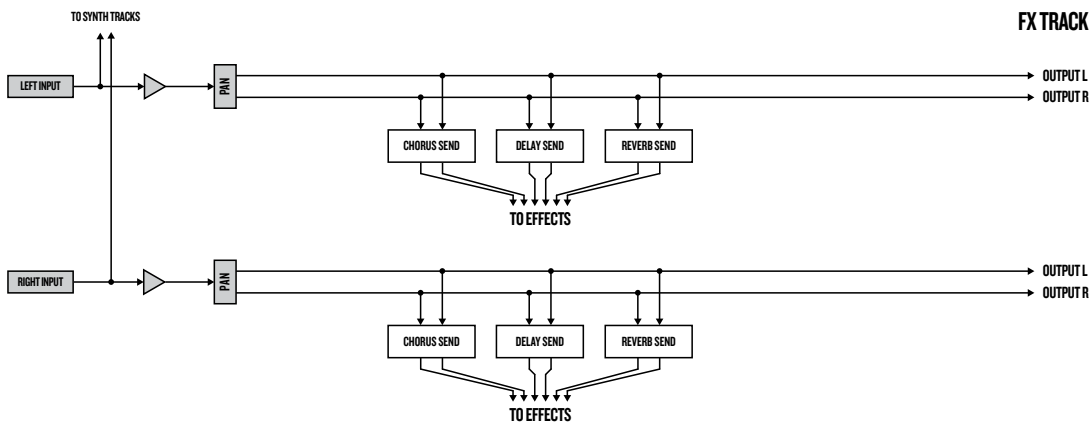 TO SYNTH TRACKS
FX TRACK
LEFT INPUT
PAN
OUTPUT L
OUTPUT R
CHORUS SEND
DELAY SEND
REVERB SEND
TO EFFECTS
RIGHT INPUT
PAN
OUTPUT L
OUTPUT R
CHORUS SEND
DELAY SEND
REVERB SEND
TO EFFECTS